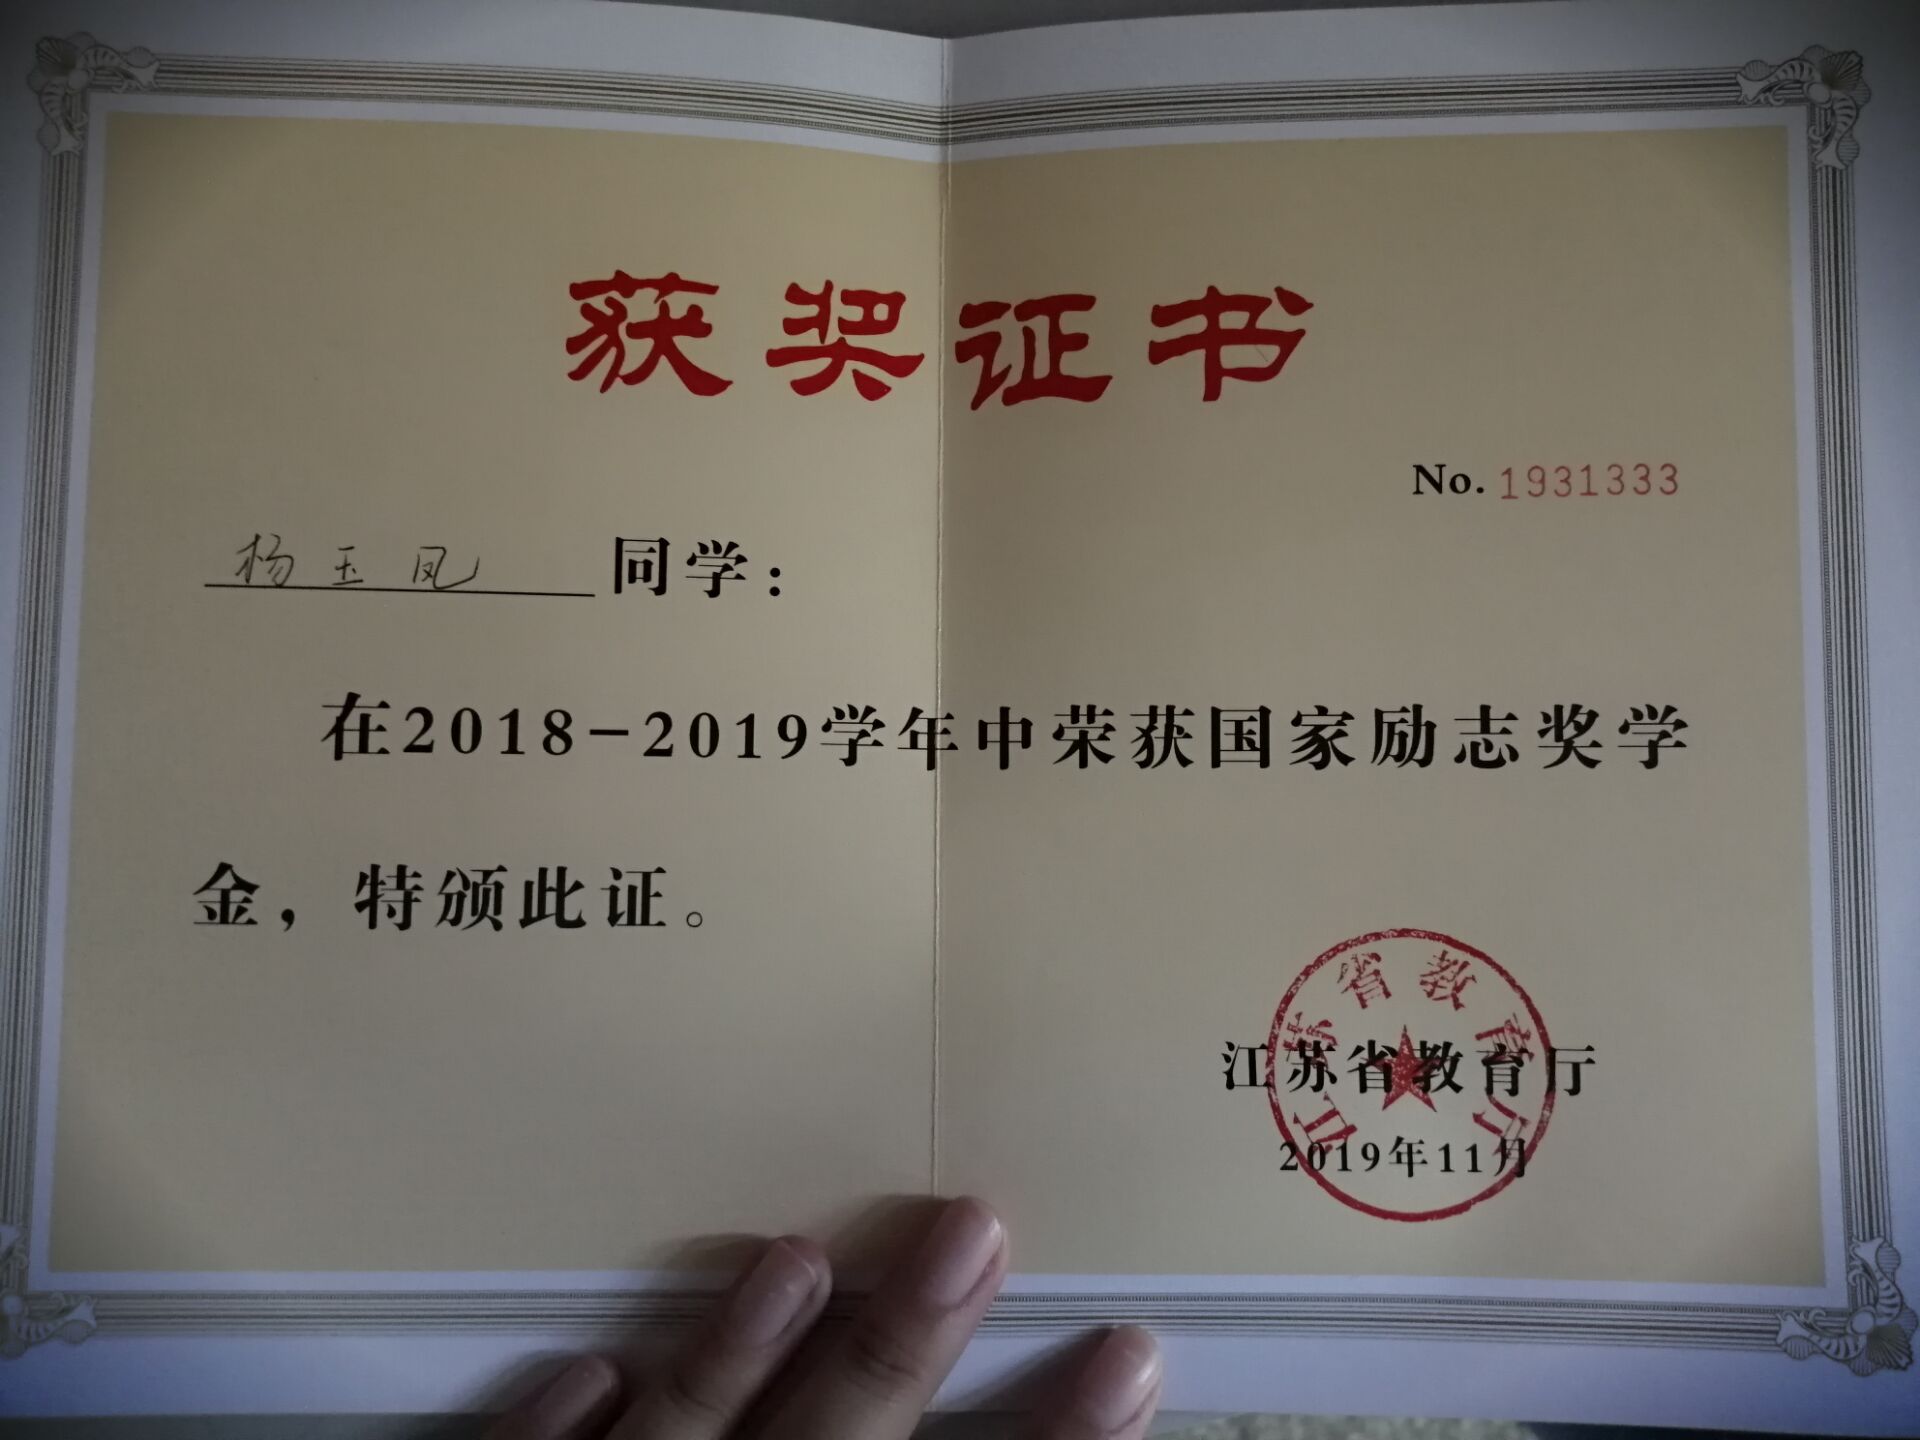 获奖证书
No. 1931333
杨玉凤 同学：
在2018-2019学年中荣获国家励志奖学
金，特颁此证。
江苏省教育厅
江苏省教育厅
2019年11月